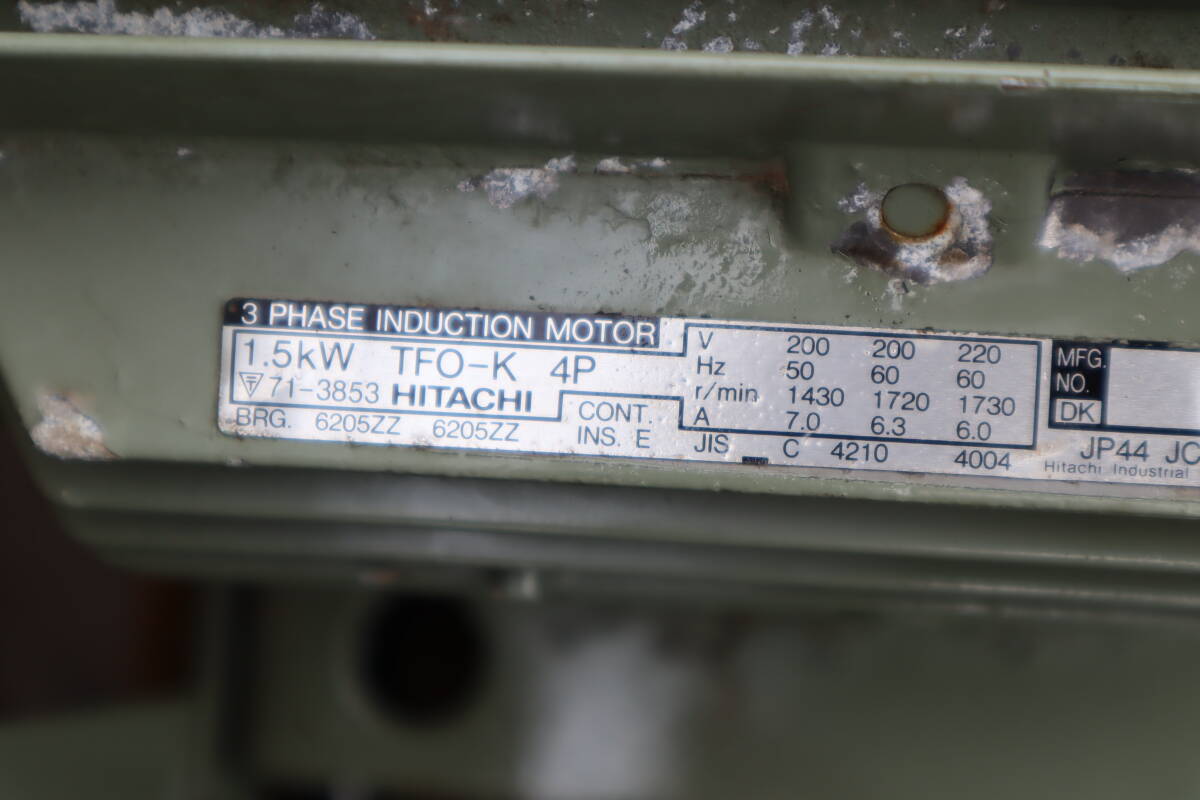 3 PHASE INDUCTION MOTOR
1.5kW TFO-K 4P
71-3853 HITACHI
BRG. 6205ZZ 6205ZZ
CONT.
INS. E
V 200 200 220
Hz 50 60 60
r/min 1430 1720 1730
A 7.0 6.3 6.0
JIS C 4210 4004
MFG.
NO.
DK
JP44 JC
Hitachi Industrial